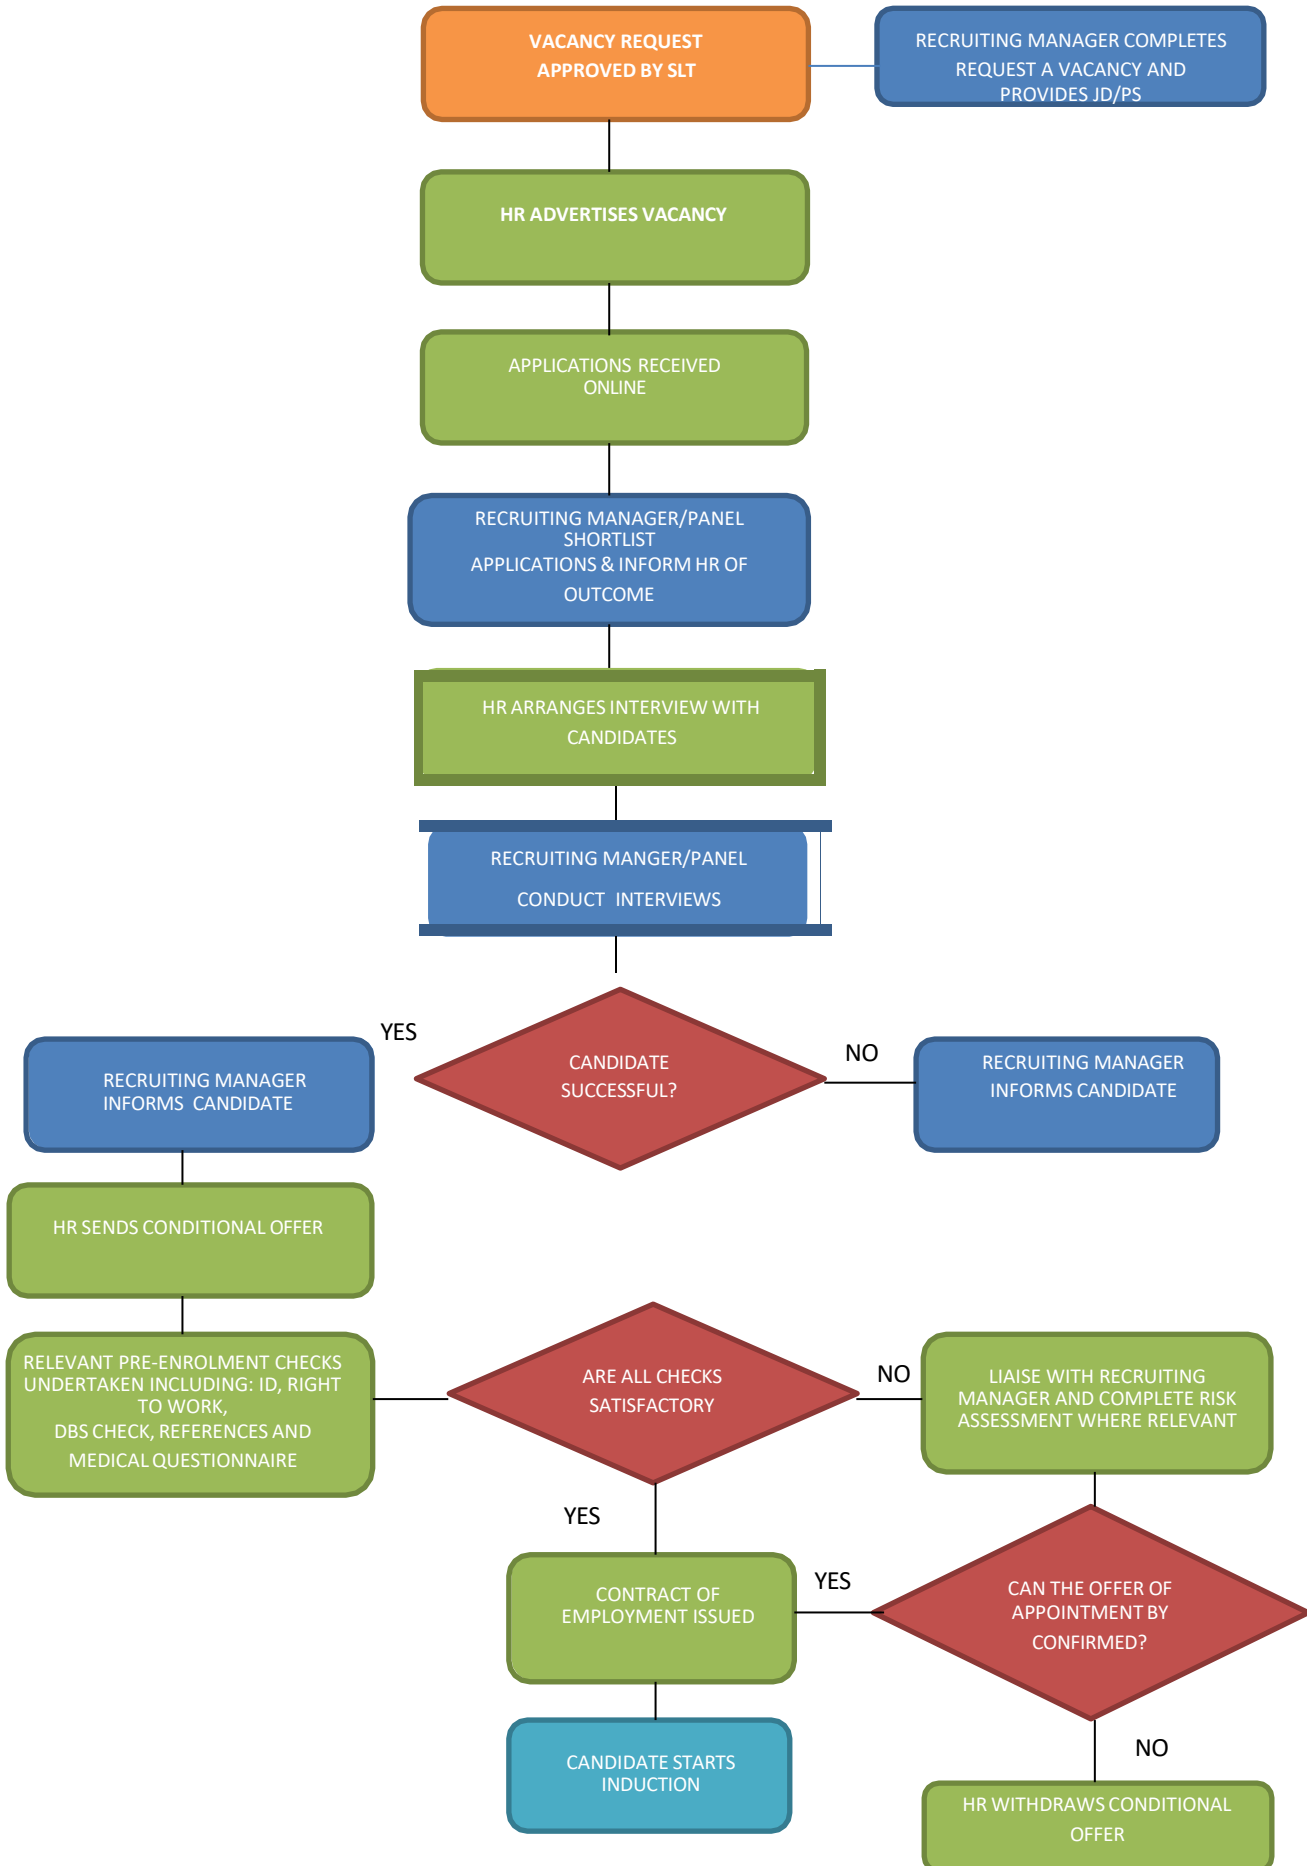 VACANCY REQUEST
APPROVED BY SLT
RECRUITING MANAGER COMPLETES
REQUEST A VACANCY AND
PROVIDES JD/PS
HR ADVERTISES VACANCY
APPLICATIONS RECEIVED
ONLINE
RECRUITING MANAGER/PANEL
SHORTLIST
APPLICATIONS & INFORM HR OF
OUTCOME
HR ARRANGES INTERVIEW WITH
CANDIDATES
RECRUITING MANGER/PANEL
CONDUCT INTERVIEWS
CANDIDATE
SUCCESSFUL?
YES
NO
RECRUITING MANAGER
INFORMS CANDIDATE
RECRUITING MANAGER
INFORMS CANDIDATE
HR SENDS CONDITIONAL OFFER
RELEVANT PRE-ENROLMENT CHECKS
UNDERTAKEN INCLUDING: ID, RIGHT
TO WORK,
DBS CHECK, REFERENCES AND
MEDICAL QUESTIONNAIRE
ARE ALL CHECKS
SATISFACTORY
NO
LIAISE WITH RECRUITING
MANAGER AND COMPLETE RISK
ASSESSMENT WHERE RELEVANT
YES
CONTRACT OF
EMPLOYMENT ISSUED
YES
CAN THE OFFER OF
APPOINTMENT BY
CONFIRMED?
CANDIDATE STARTS
INDUCTION
NO
HR WITHDRAWS CONDITIONAL
OFFER